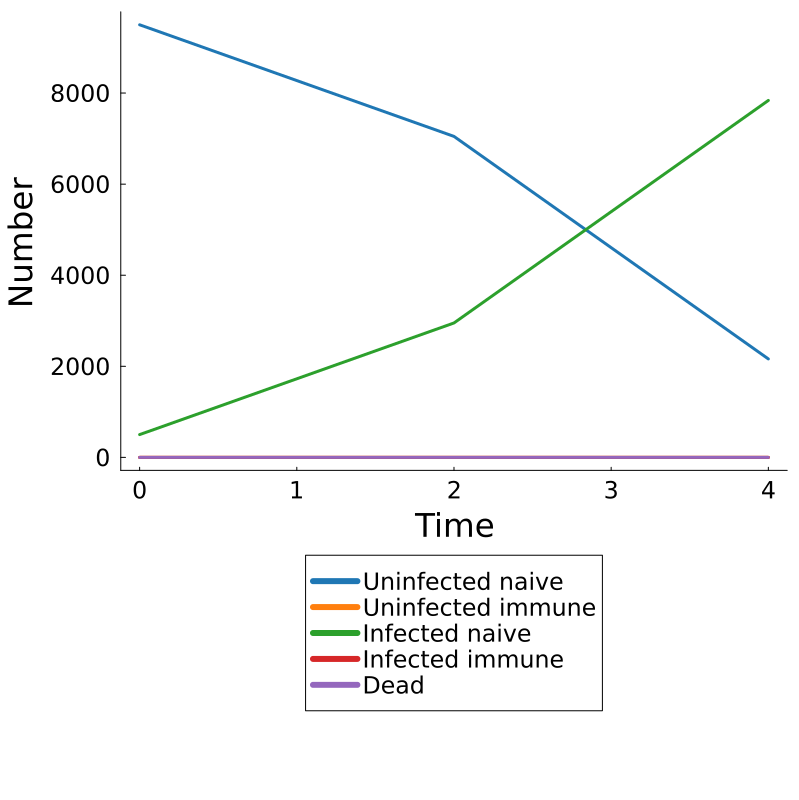 Number
8000
6000
4000
2000
0
0 1 2 3 4
Time
Uninfected naive
Uninfected immune
Infected naive
Infected immune
Dead